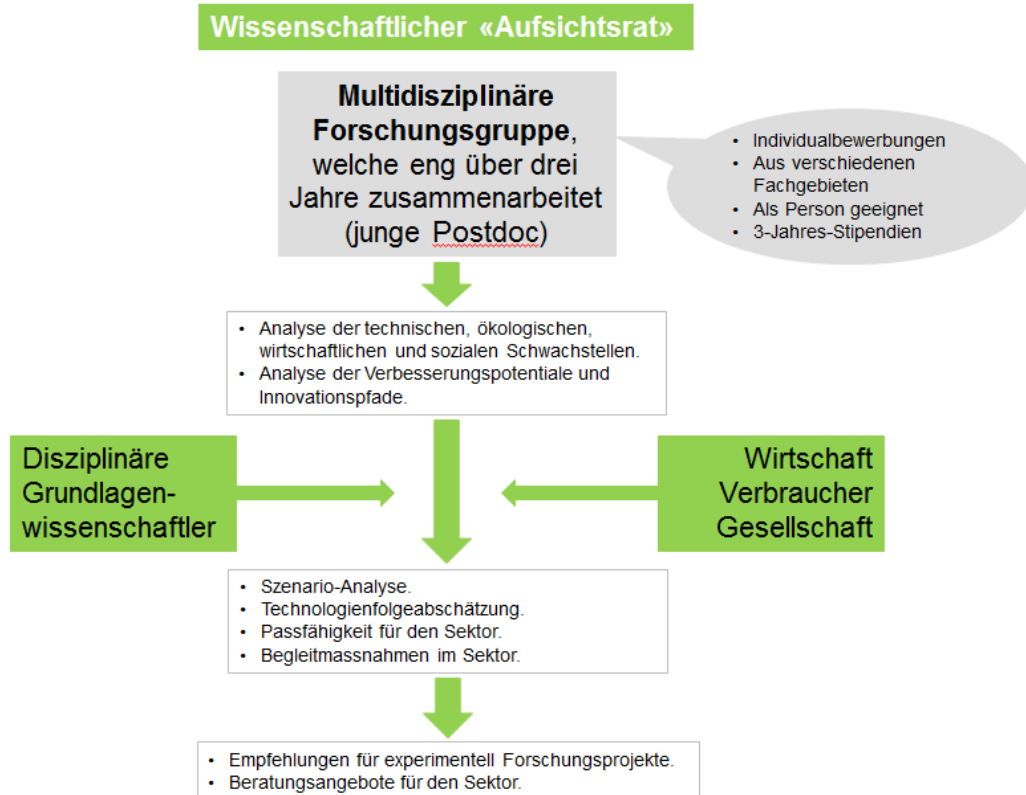 Wissenschaftlicher «Aufsichtsrat»
Multidisziplinäre
Forschungsgruppe,
welche eng über drei
Jahre zusammenarbeitet
(junge Postdoc)
• Individualbewerbungen
• Aus verschiedenen
Fachgebieten
• Als Person geeignet
• 3-Jahres-Stipendien
• Analyse der technischen, ökologischen,
wirtschaftlichen und sozialen Schwachstellen.
• Analyse der Verbesserungspotentiale und
Innovationspfade.
Disziplinäre
Grundlagen-
wissenschaftler
Wirtschaft
Verbraucher
Gesellschaft
• Szenario-Analyse.
• Technologienfolgeabschätzung.
• Passfähigkeit für den Sektor.
• Begleitmassnahmen im Sektor.
• Empfehlungen für experimentell Forschungsprojekte.
• Beratungsangebote für den Sektor.